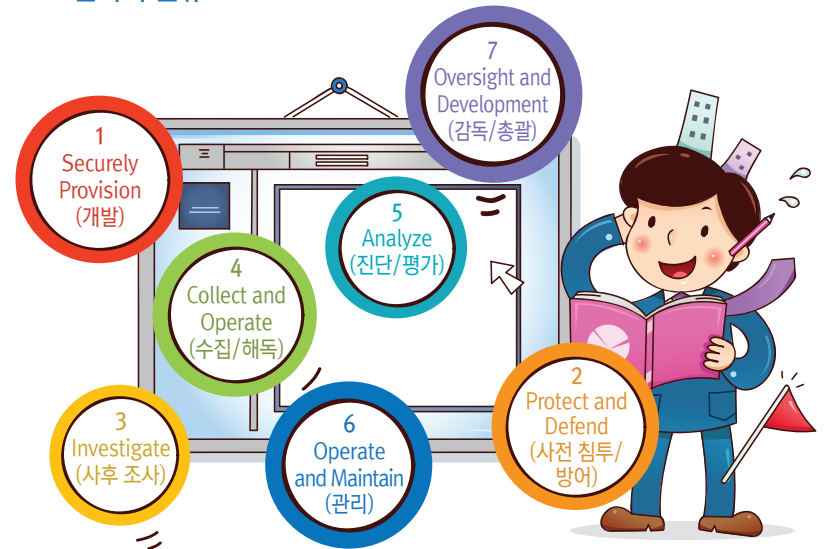 1
Securely
Provision
(개발)
7
Oversight and
Development
(감독/총괄)
5
Analyze
(진단/평가)
4
Collect and
Operate
(수집/해독)
3
Investigate
(사후 조사)
6
Operate
and Maintain
(관리)
2
Protect and
Defend
(사전 침투/
방어)